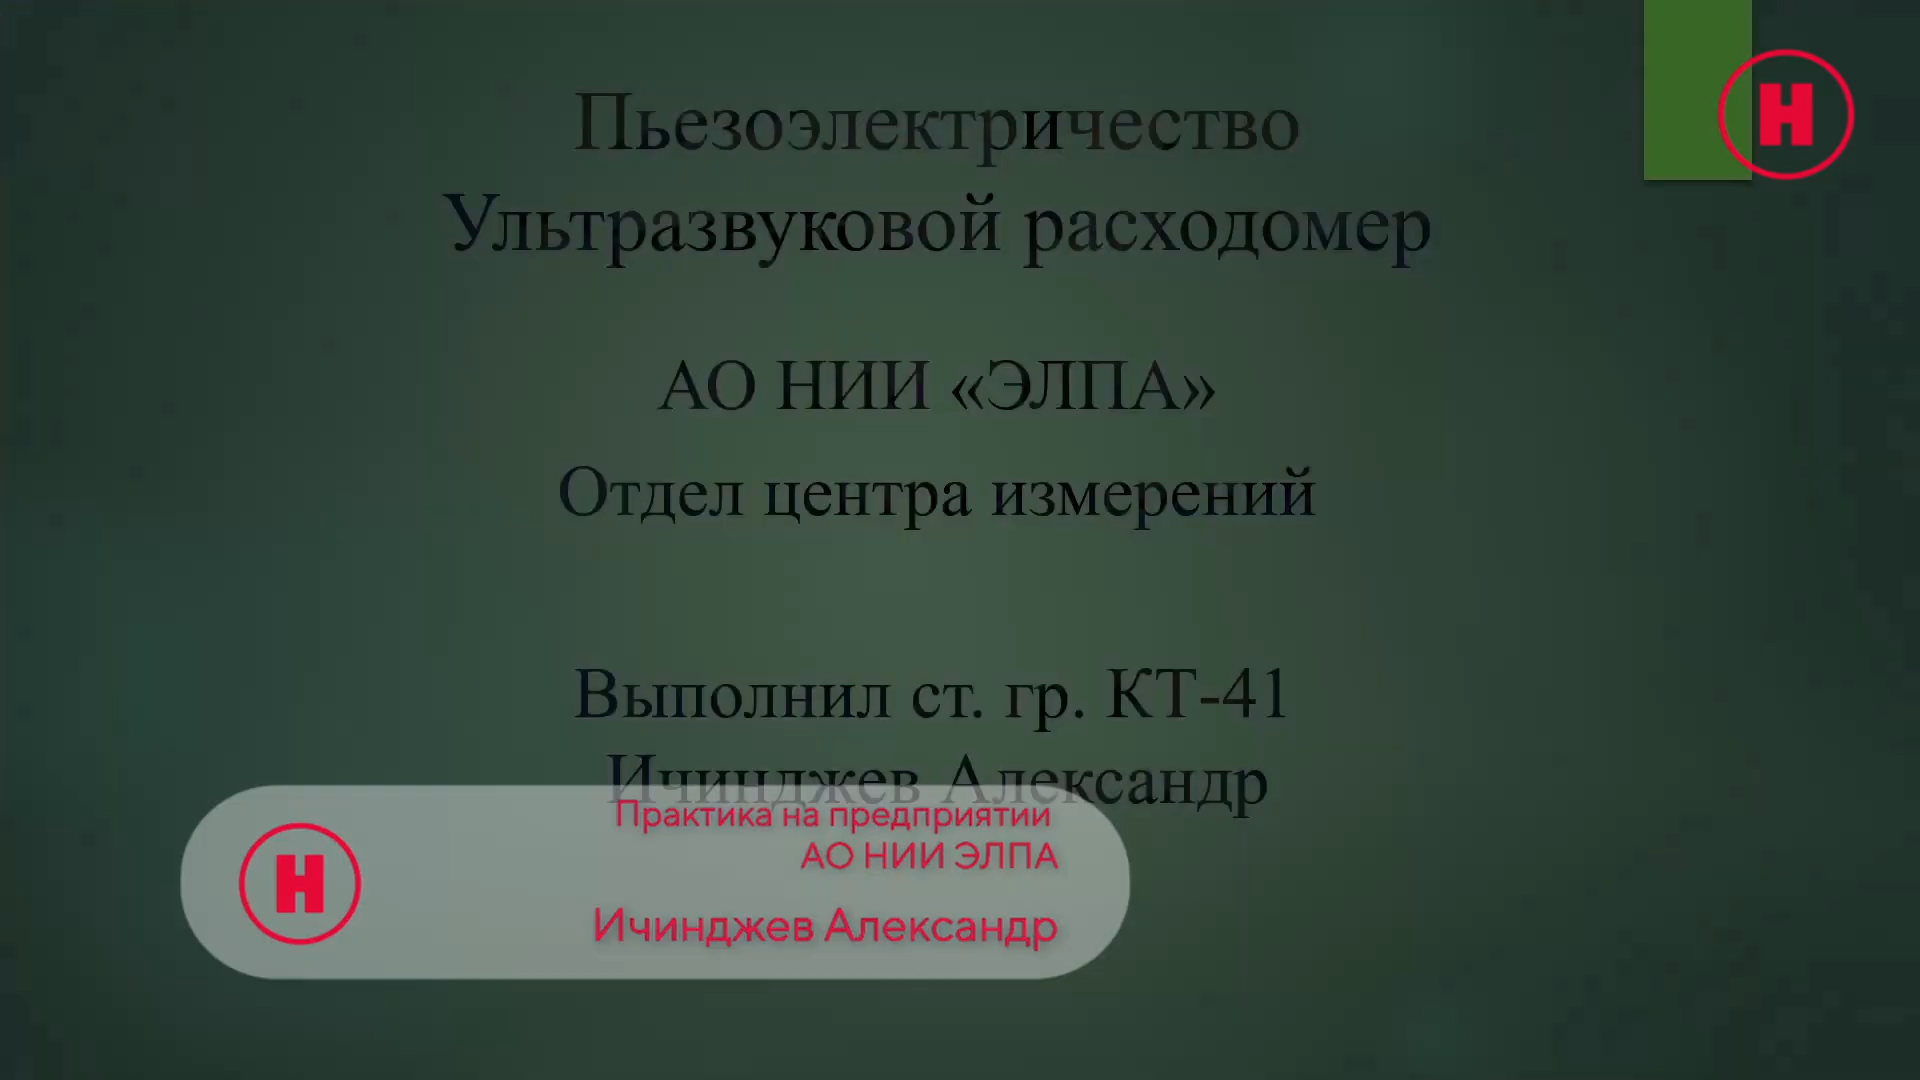 Пьезоэлектричество
Ультразвуковой расходомер
АО НИИ «ЭЛПА»
Отдел центра измерений
Выполнил ст. гр. КТ-41
Ичинджев Александр
Практика на предприятии
АО НИИ ЭЛПА
Ичинджев Александр
Н
Н